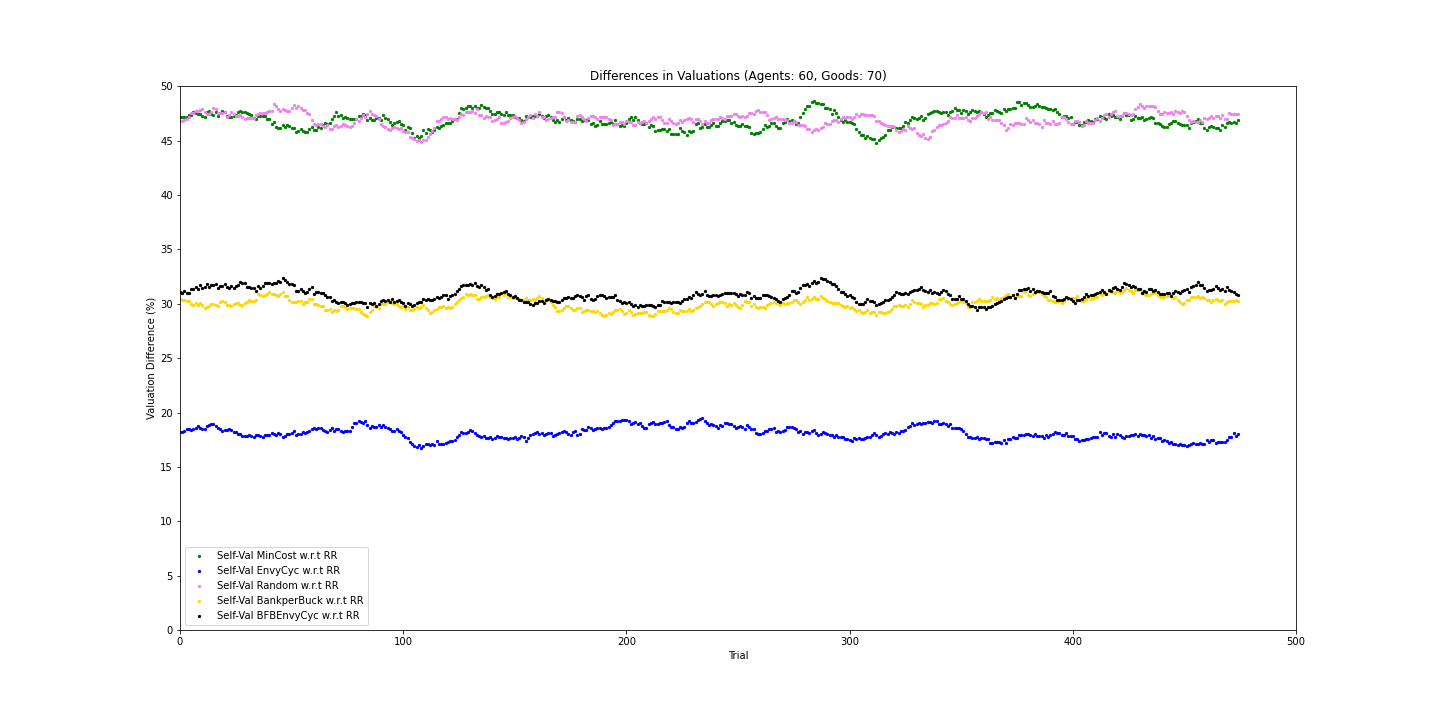 Differences in Valuations (Agents: 60, Goods: 70)
50
45
40
35
30
25
20
15
10
5
0
Valuation Difference (%)
Self-Val MinCost w.r.t RR
Self-Val EnvyCyc w.r.t RR
Self-Val Random w.r.t RR
Self-Val BankperBuck w.r.t RR
Self-Val BFBEnvyCyc w.r.t RR
0 100 200 300 400 500
Trial